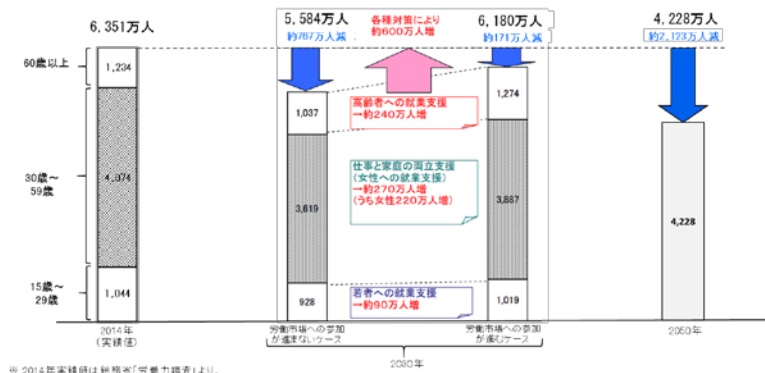 6,351万人
5,584万人
約767万人減
各種対策により
約600万人増
6,180万人
約171万人減
4,228万人
約2,123万人減
60歳以上
1,234
1,037
高齢者への就業支援
→約240万人増
1,274
30歳～
59歳
4,074
3,619
仕事と家庭の両立支援
(女性への就業支援)
→約270万人増
(うち女性220万人増)
3,887
4,228
15歳～
29歳
1,044
928
若者への就業支援
→約90万人増
1,019
2014年
(実績値)
労働市場への参加
が進まないケース
労働市場への参加
が進むケース
2030年
2050年
※ 2014年実績値は総務省「労働力調査」より、